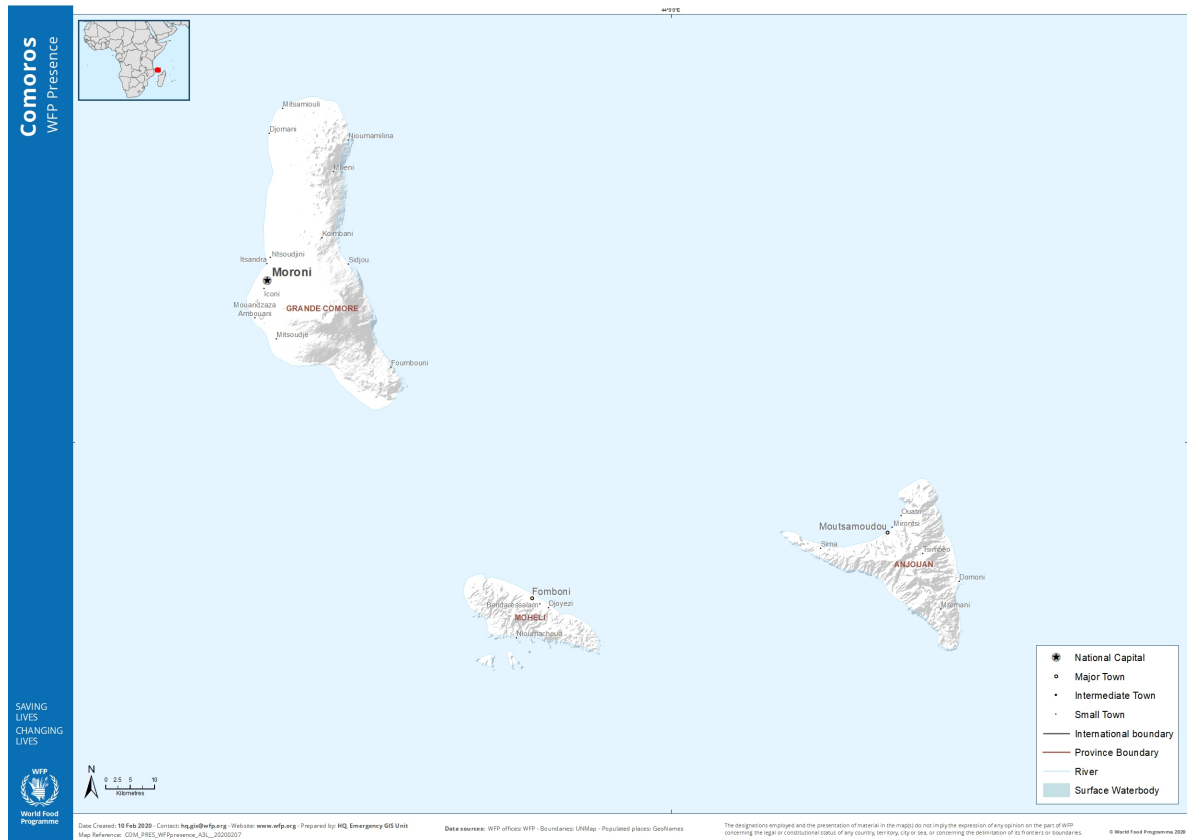 Comoros
WFP Presence
44°0'0"E
Mitsamiouli
Djomani
Nioumamilina
Mbeni
Koimbani
Ntsoudjini
Itsandra
Sidjou
Moroni
Iconi
Mouandzaza
Ambouani
GRANDE COMORE
Mitsoudjé
Foumbouni
Ouani
Moutsamoudou
Mirontsi
Sima
Tsimbeo
ANJOUAN
Domoni
Mramani
Fomboni
Bandaressalam
Djoyezi
MOHELI
Nioumachoua
National Capital
Major Town
Intermediate Town
Small Town
International boundary
Province Boundary
River
Surface Waterbody
SAVING
LIVES
CHANGING
LIVES
WFP
World Food
Programme
N
0 2.5 5 10
Kilometres
Date Created: 10 Feb 2020 - Contact: hq.gis@wfp.org - Website: www.wfp.org - Prepared by: HQ, Emergency GIS Unit
Map Reference: COM_PRES_WFPpresence_A3L_20200207
Data sources: WFP offices: WFP - Boundaries: UNMap - Populated places: GeoNames
The designations employed and the presentation of material in the map(s) do not imply the expression of any opinion on the part of WFP
concerning the legal or constitutional status of any country, territory, city or sea, or concerning the delimitation of its frontiers or boundaries.
© World Food Programme 2020